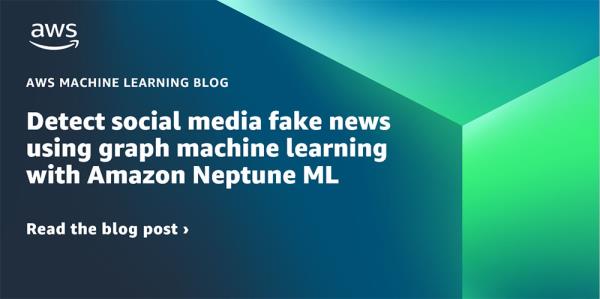 aws
AWS MACHINE LEARNING BLOG
Detect social media fake news
using graph machine learning
with Amazon Neptune ML
Read the blog post ›